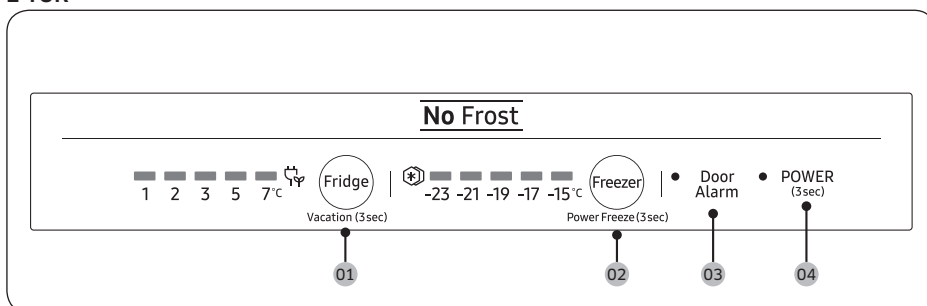 No Frost
1 2 3 5 7°C Fridge -23 -21 -19 -17 -15°C Freezer Door Alarm POWER (3sec)
Vacation (3sec) Power Freeze (3sec)
01 02 03 04